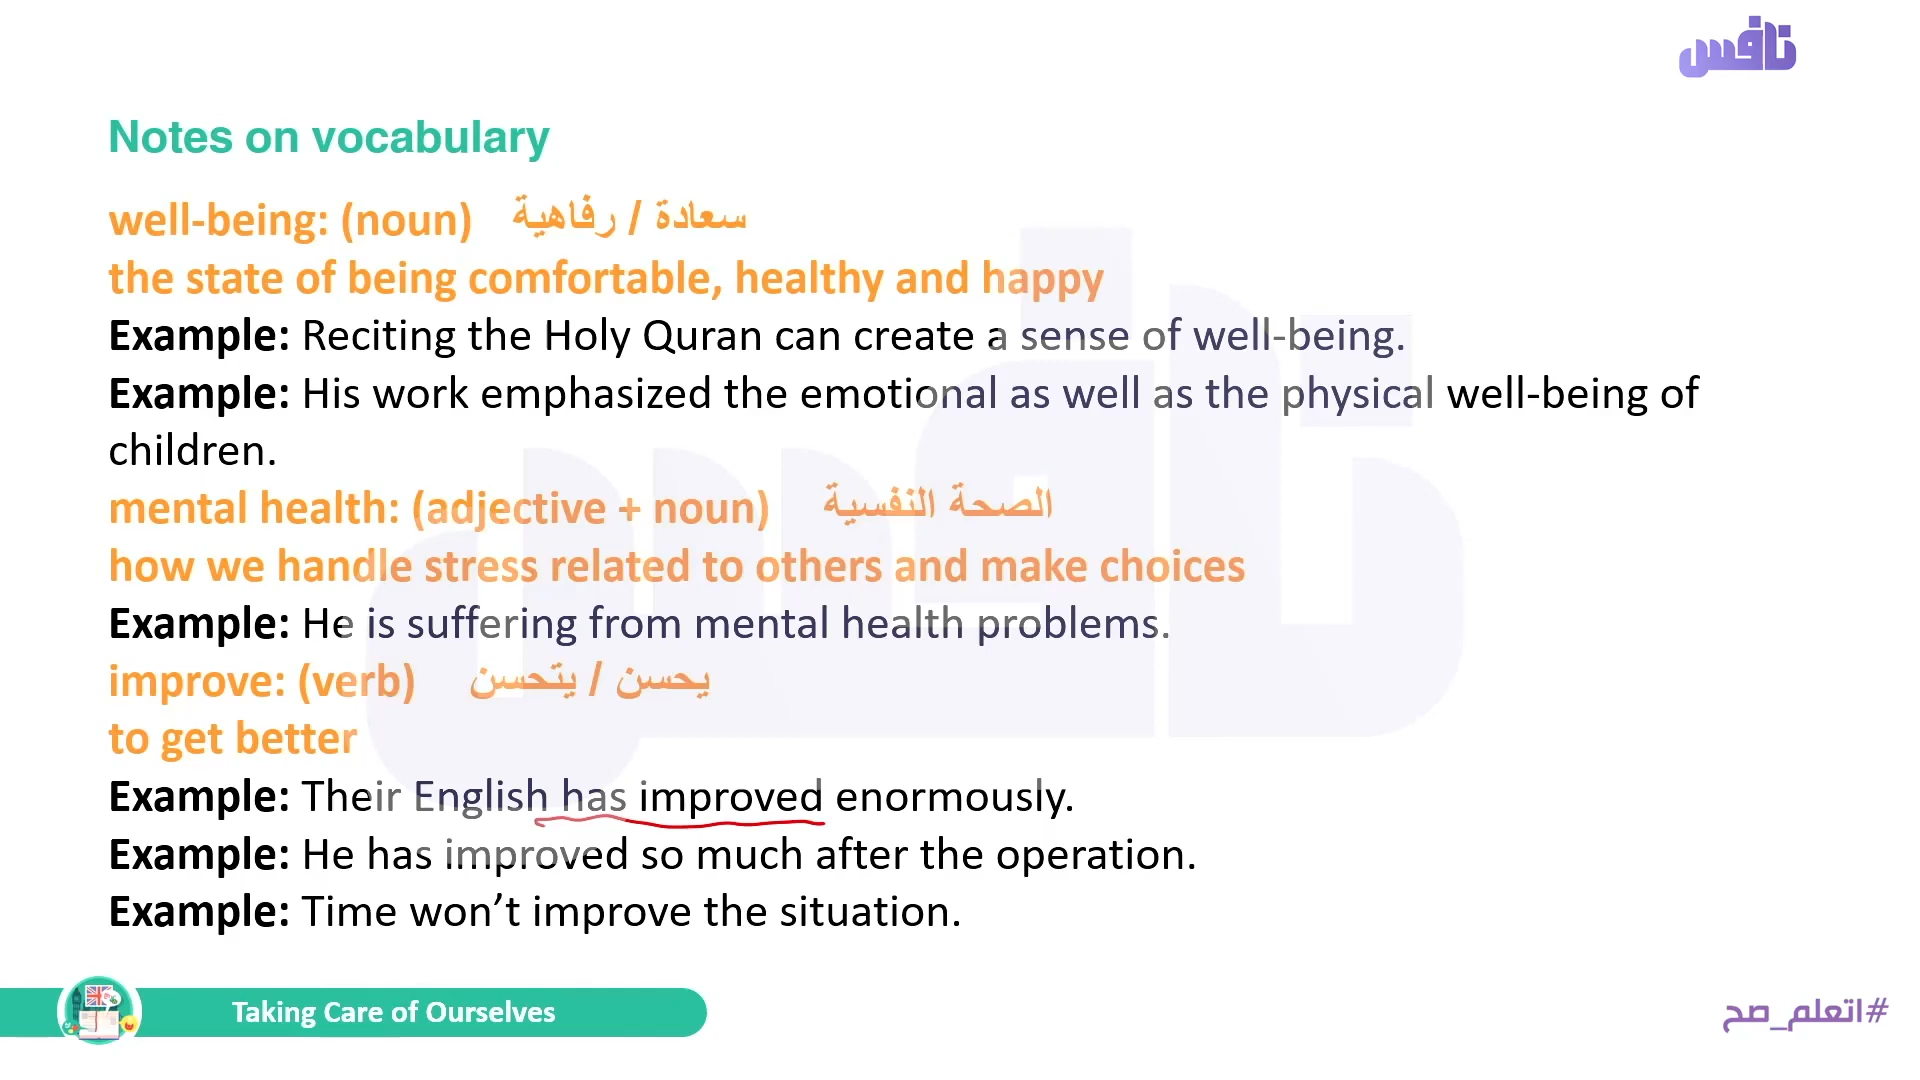 نافس
Notes on vocabulary
well-being: (noun) سعادة / رفاهية
the state of being comfortable, healthy and happy
Example: Reciting the Holy Quran can create a sense of well-being.
Example: His work emphasized the emotional as well as the physical well-being of
children.
mental health: (adjective + noun) الصحة النفسية
how we handle stress related to others and make choices
Example: He is suffering from mental health problems.
improve: (verb) يحسن / يتحسن
to get better
Example: Their English has improved enormously.
Example: He has improved so much after the operation.
Example: Time won’t improve the situation.
Taking Care of Ourselves
#اتعلم_صح